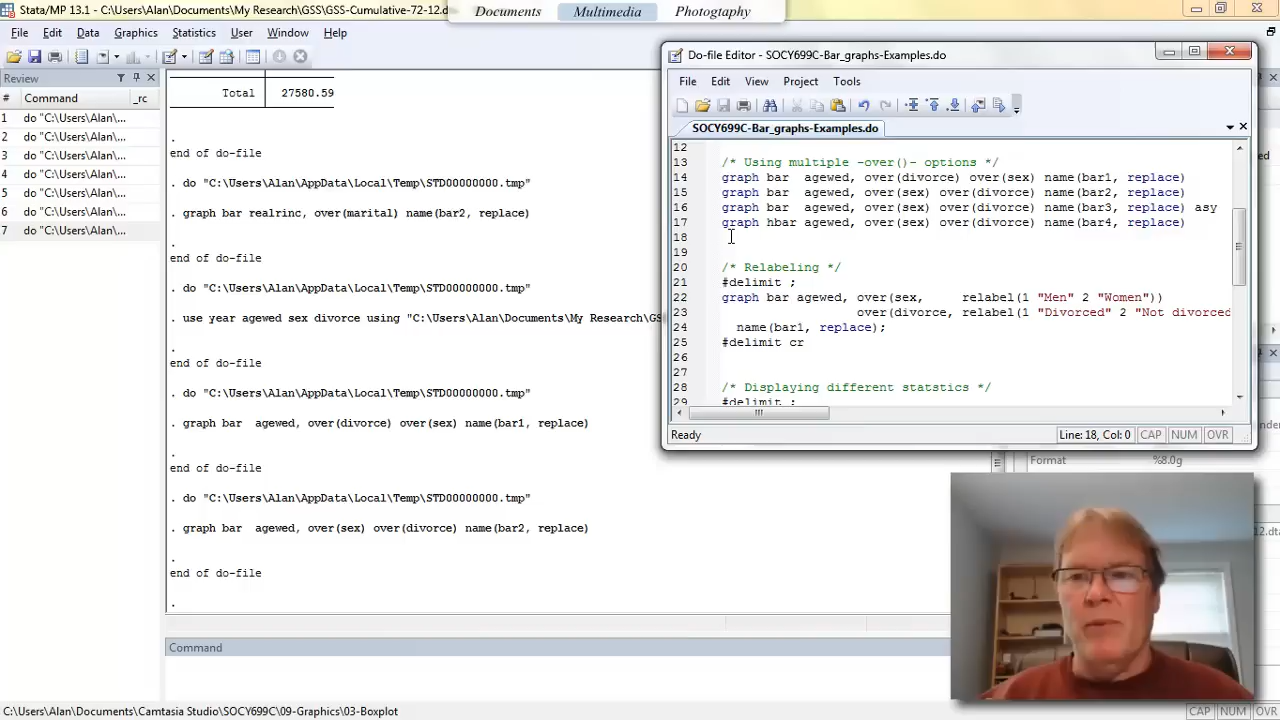 Stata/MP 13.1 - C:\Users\Alan\Documents\My Research\GSS\GSS-Cumulative-72-12.d
Documents Multimedia Photography
File Edit Data Graphics Statistics User Window Help
Review
# Command _rc
1 do "C:\Users\Alan\...
2 do "C:\Users\Alan\...
3 do "C:\Users\Alan\...
4 do "C:\Users\Alan\...
5 do "C:\Users\Alan\...
6 do "C:\Users\Alan\...
7 do "C:\Users\Alan\...
Total 27580.59
.
end of do-file
. do "C:\Users\Alan\AppData\Local\Temp\STD00000000.tmp"
. graph bar realrinc, over(marital) name(bar2, replace)
.
end of do-file
. do "C:\Users\Alan\AppData\Local\Temp\STD00000000.tmp"
. use year agewed sex divorce using "C:\Users\Alan\Documents\My Research\GS
.
end of do-file
. do "C:\Users\Alan\AppData\Local\Temp\STD00000000.tmp"
. graph bar  agewed, over(divorce) over(sex) name(bar1, replace)
.
end of do-file
. do "C:\Users\Alan\AppData\Local\Temp\STD00000000.tmp"
. graph bar  agewed, over(sex) over(divorce) name(bar2, replace)
.
end of do-file
.
Command
C:\Users\Alan\Documents\Camtasia Studio\SOCY699C\09-Graphics\03-Boxplot
Do-file Editor - SOCY699C-Bar_graphs-Examples.do
File Edit View Project Tools
SOCY699C-Bar_graphs-Examples.do
12
13 /* Using multiple -over()- options */
14 graph bar  agewed, over(divorce) over(sex) name(bar1, replace)
15 graph bar  agewed, over(sex) over(divorce) name(bar2, replace)
16 graph bar  agewed, over(sex) over(divorce) name(bar3, replace) asy
17 graph hbar agewed, over(sex) over(divorce) name(bar4, replace)
18
19
20 /* Relabeling */
21 #delimit ;
22 graph bar agewed, over(sex,     relabel(1 "Men" 2 "Women"))
23 over(divorce, relabel(1 "Divorced" 2 "Not divorced
24 name(bar1, replace);
25 #delimit cr
26
27
28 /* Displaying different statstics */
29 #delimit ;
Ready Line: 18, Col: 0 CAP NUM OVR
Format %8.0g
12.dta
CAP NUM OVR